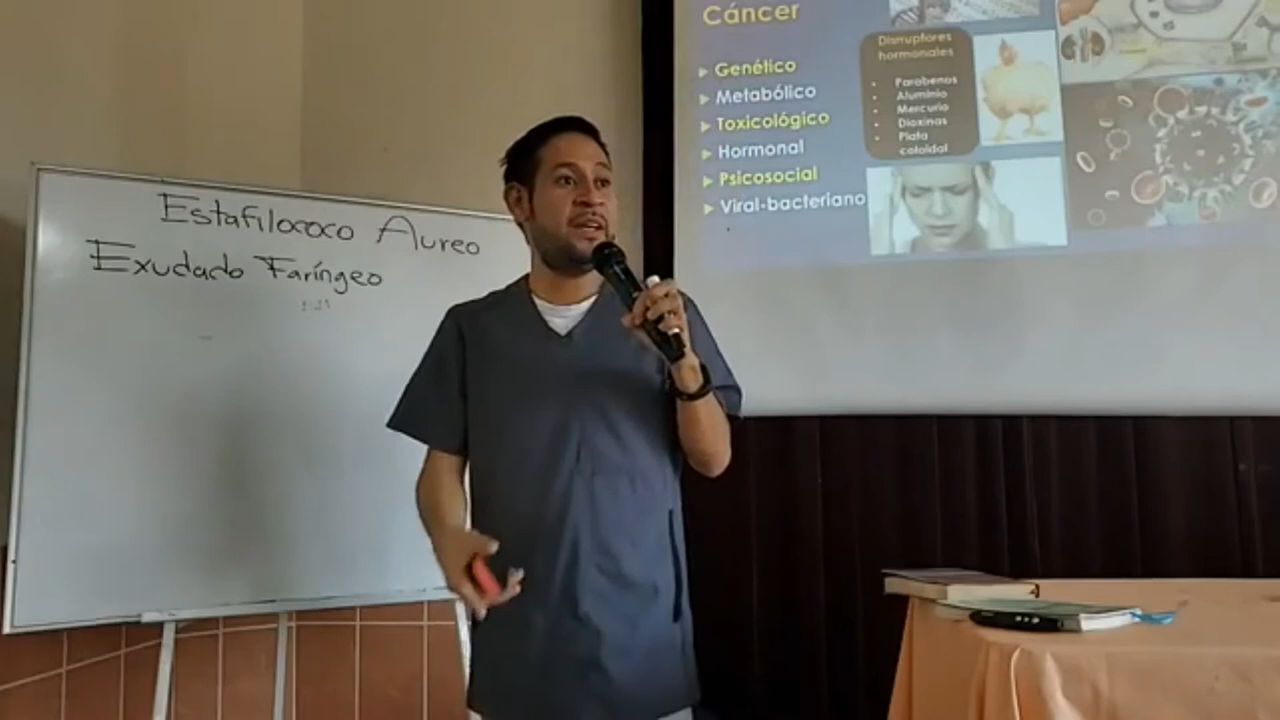 Estafilococo Aureo
Exudado Faríngeo
Cáncer
Genético
Metabólico
Toxicológico
Hormonal
Psicosocial
Viral-bacteriano
Disruptores
hormonales
Parabenos
Aluminio
Mercurio
Dioxinas
Plata
coloidal